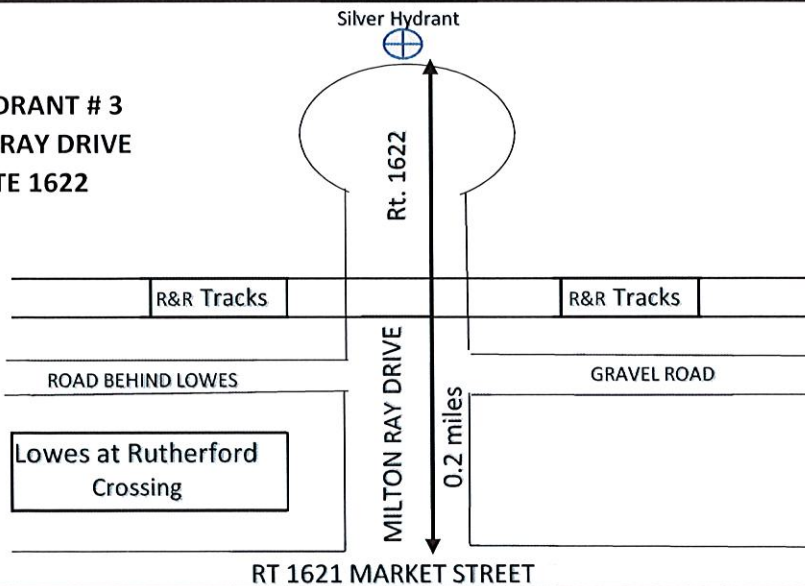 Silver Hydrant
DRANT # 3
RAY DRIVE
TE 1622
Rt. 1622
R&R Tracks
R&R Tracks
ROAD BEHIND LOWES
GRAVEL ROAD
MILTON RAY DRIVE
0.2 miles
Lowes at Rutherford
Crossing
RT 1621 MARKET STREET